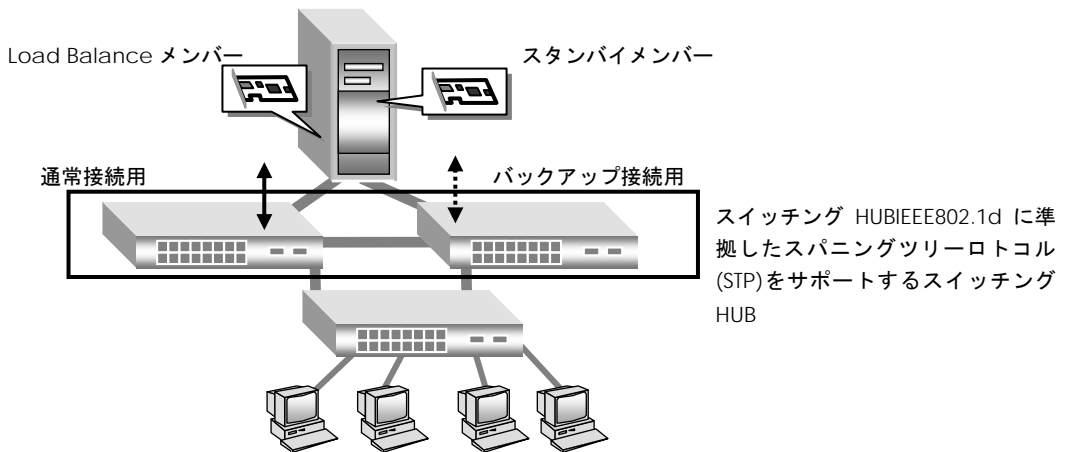 Load Balance メンバー
スタンバイメンバー
通常接続用
バックアップ接続用
スイッチング HUBIEEE802.1d に準
拠したスパニングツリーロトコル
(STP)をサポートするスイッチング
HUB